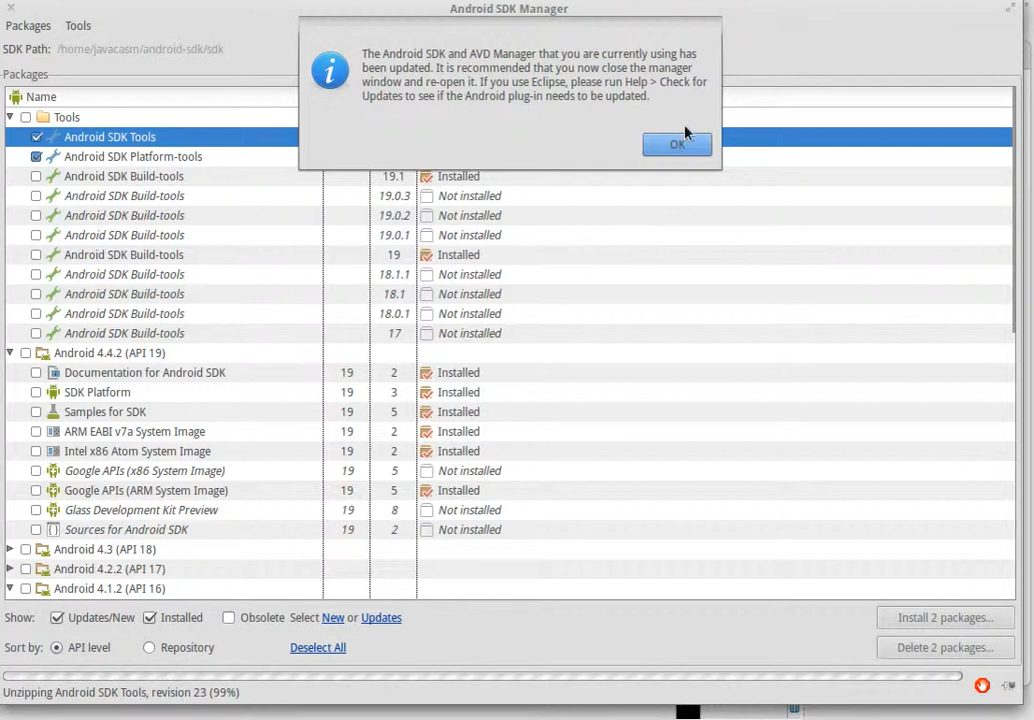 Android SDK Manager
Packages Tools
SDK Path: /home/javacasm/android-sdk/sdk
Packages
The Android SDK and AVD Manager that you are currently using has
been updated. It is recommended that you now close the manager
window and re-open it. If you use Eclipse, please run Help > Check for
Updates to see if the Android plug-in needs to be updated.
OK
Name
Tools
Android SDK Tools
Android SDK Platform-tools
Android SDK Build-tools 19.1 Installed
Android SDK Build-tools 19.0.3 Not installed
Android SDK Build-tools 19.0.2 Not installed
Android SDK Build-tools 19.0.1 Not installed
Android SDK Build-tools 19 Installed
Android SDK Build-tools 18.1.1 Not installed
Android SDK Build-tools 18.1 Not installed
Android SDK Build-tools 18.0.1 Not installed
Android SDK Build-tools 17 Not installed
Android 4.4.2 (API 19)
Documentation for Android SDK 19 2 Installed
SDK Platform 19 3 Installed
Samples for SDK 19 5 Installed
ARM EABI v7a System Image 19 2 Installed
Intel x86 Atom System Image 19 2 Installed
Google APIs (x86 System Image) 19 5 Not installed
Google APIs (ARM System Image) 19 5 Installed
Glass Development Kit Preview 19 8 Not installed
Sources for Android SDK 19 2 Not installed
Android 4.3 (API 18)
Android 4.2.2 (API 17)
Android 4.1.2 (API 16)
Show: Updates/New Installed Obsolete Select New or Updates Install 2 packages...
Sort by: API level Repository Deselect All Delete 2 packages...
Unzipping Android SDK Tools, revision 23 (99%)